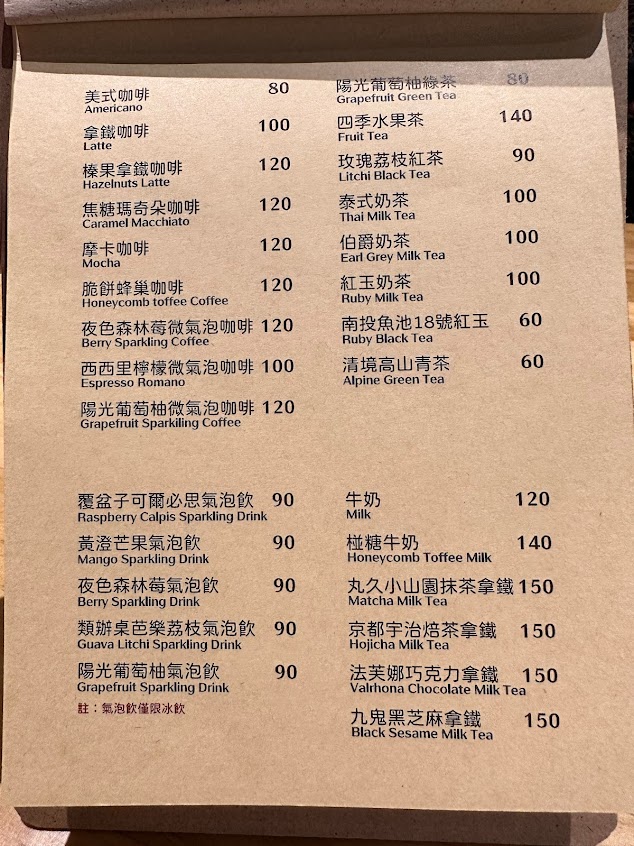 美式咖啡 80
Americano
拿鐵咖啡 100
Latte
榛果拿鐵咖啡 120
Hazelnuts Latte
焦糖瑪奇朵咖啡 120
Caramel Macchiato
摩卡咖啡 120
Mocha
脆餅蜂巢咖啡 120
Honeycomb toffee Coffee
夜色森林莓微氣泡咖啡 120
Berry Sparkling Coffee
西西里檸檬微氣泡咖啡 100
Espresso Romano
陽光葡萄柚微氣泡咖啡 120
Grapefruit Sparkiling Coffee
陽光葡萄柚綠茶 80
Grapefruit Green Tea
四季水果茶 140
Fruit Tea
玫瑰荔枝紅茶 90
Litchi Black Tea
泰式奶茶 100
Thai Milk Tea
伯爵奶茶 100
Earl Grey Milk Tea
紅玉奶茶 100
Ruby Milk Tea
南投魚池18號紅玉 60
Ruby Black Tea
清境高山青茶 60
Alpine Green Tea
覆盆子可爾必思氣泡飲 90
Raspberry Calpis Sparkling Drink
黃澄芒果氣泡飲 90
Mango Sparkling Drink
夜色森林莓氣泡飲 90
Berry Sparkling Drink
類辦桌芭樂荔枝氣泡飲 90
Guava Litchi Sparkling Drink
陽光葡萄柚氣泡飲 90
Grapefruit Sparkling Drink
註：氣泡飲僅限冰飲
牛奶 120
Milk
椪糖牛奶 140
Honeycomb Toffee Milk
丸久小山園抹茶拿鐵 150
Matcha Milk Tea
京都宇治焙茶拿鐵 150
Hojicha Milk Tea
法芙娜巧克力拿鐵 150
Valrhona Chocolate Milk Tea
九鬼黑芝麻拿鐵 150
Black Sesame Milk Tea